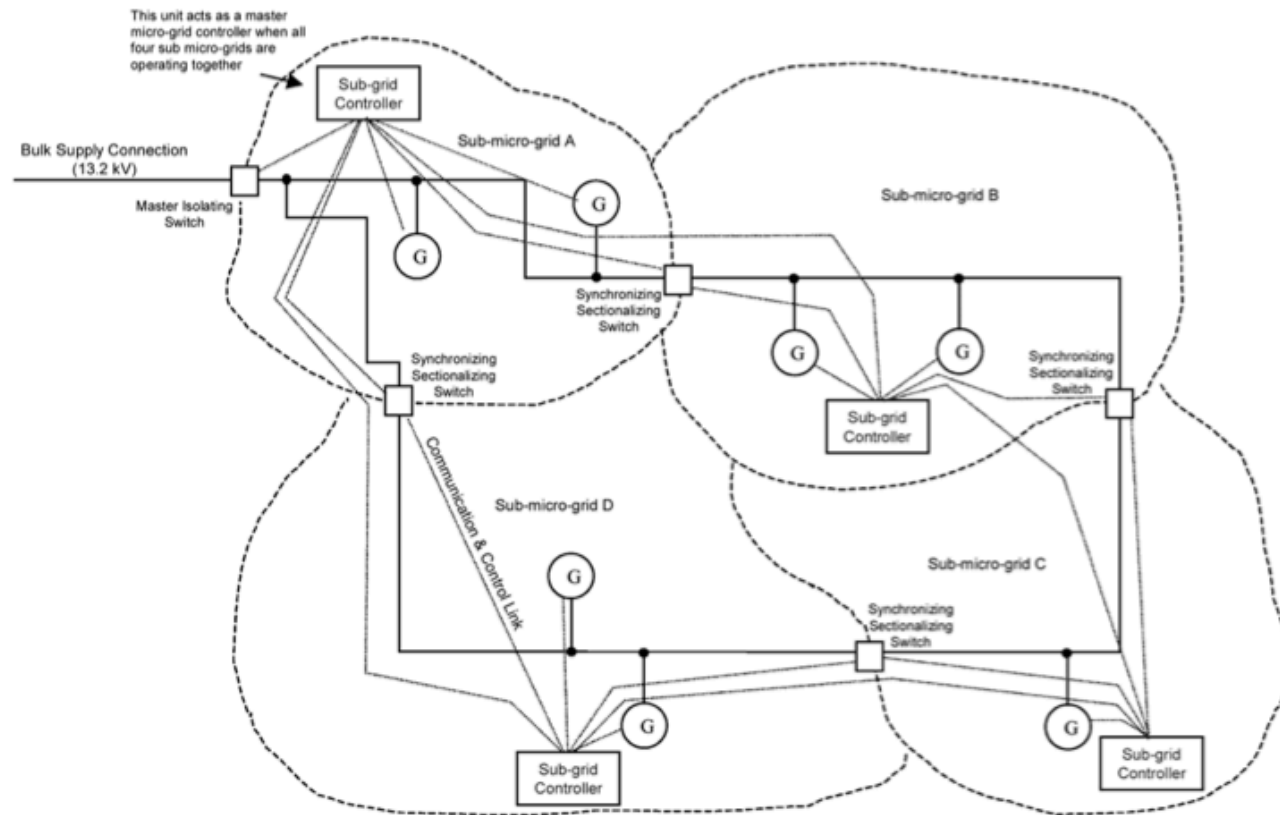 This unit acts as a master
micro-grid controller when all
four sub micro-grids are
operating together
Sub-grid
Controller
Sub-micro-grid A
Bulk Supply Connection
(13.2 kV)
Master Isolating
Switch
G
G
Synchronizing
Sectionalizing
Switch
Sub-micro-grid B
G
G
Synchronizing
Sectionalizing
Switch
Sub-grid
Controller
Synchronizing
Sectionalizing
Switch
Communication & Control Link
Sub-micro-grid D
G
G
Sub-grid
Controller
Sub-micro-grid C
Synchronizing
Sectionalizing
Switch
G
Sub-grid
Controller